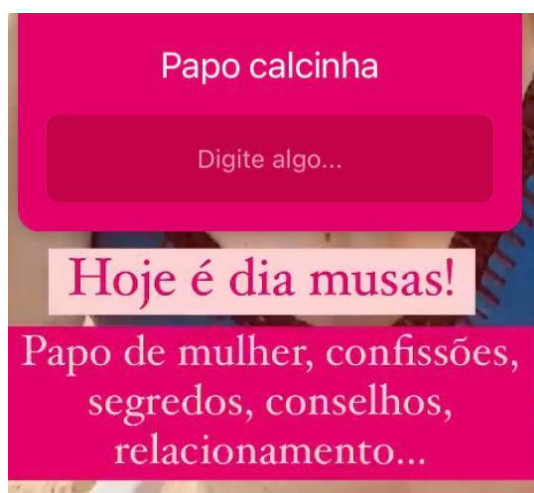 Papo calcinha
Digite algo...
Hoje é dia musas!
Papo de mulher, confissões,
segredos, conselhos,
relacionamento...